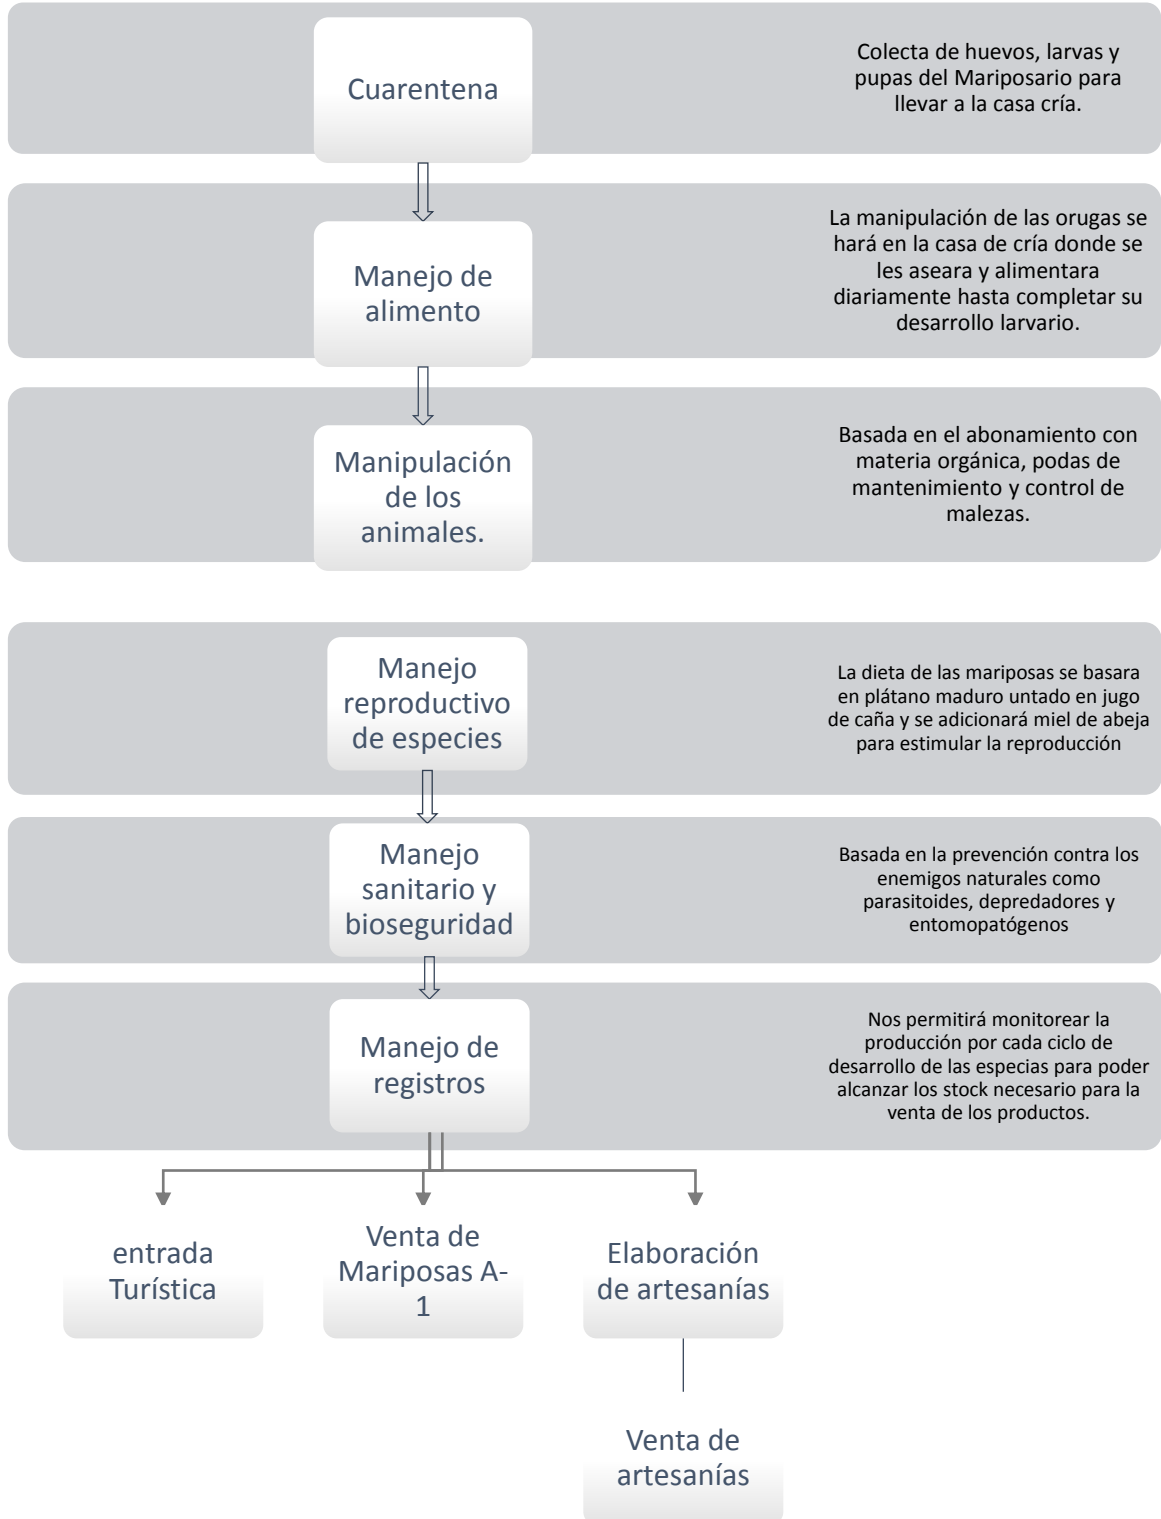 Cuarentena
Colecta de huevos, larvas y
pupas del Mariposario para
llevar a la casa cría.
Manejo de
alimento
La manipulación de las orugas se
hará en la casa de cría donde se
les aseara y alimentara
diariamente hasta completar su
desarrollo larvario.
Manipulación
de los
animales.
Basada en el abonamiento con
materia orgánica, podas de
mantenimiento y control de
malezas.
Manejo
reproductivo
de especies
La dieta de las mariposas se basara
en plátano maduro untado en jugo
de caña y se adicionará miel de abeja
para estimular la reproducción
Manejo
sanitario y
bioseguridad
Basada en la prevención contra los
enemigos naturales como
parasitoides, depredadores y
entomopatógenos
Manejo de
registros
Nos permitirá monitorear la
producción por cada ciclo de
desarrollo de las especias para poder
alcanzar los stock necesario para la
venta de los productos.
entrada
Turística
Venta de
Mariposas A-
1
Elaboración
de artesanías
Venta de
artesanías